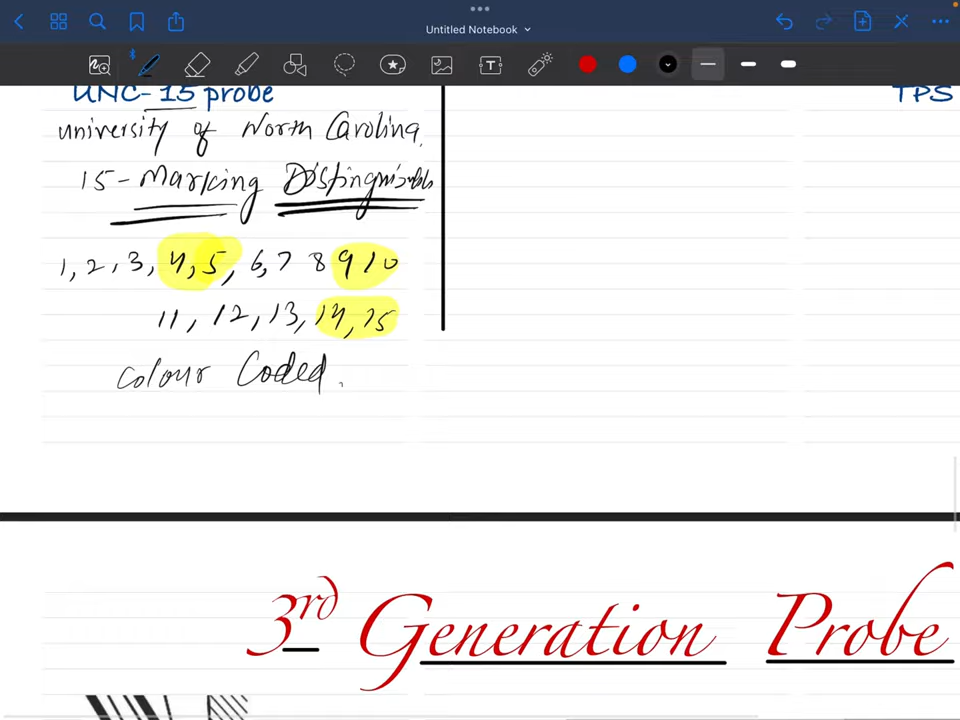 Untitled Notebook
UNC-15 probe
TPS
university of North Carolina.
15-Marking Distinguishable
1, 2, 3, 4, 5, 6, 7 8 9 10
11, 12, 13, 14, 15
Colour Coded.
3rd Generation Probe